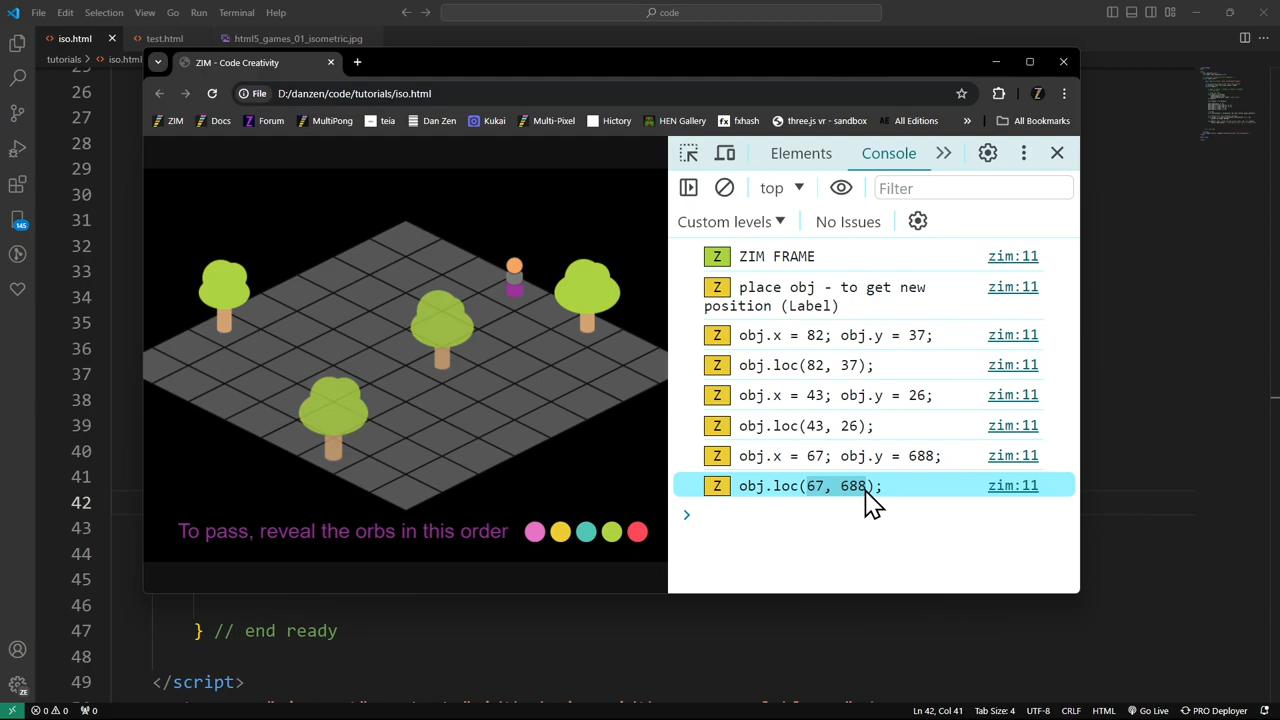 File Edit Selection View Go Run Terminal Help
code
iso.html
test.html
html5_games_01_isometric.jpg
tutorials > iso.html
ZIM - Code Creativity
File D:/danzen/code/tutorials/iso.html
ZIM Docs Forum MultiPong teia Dan Zen Kukai Multi-Pixel Hictory HEN Gallery fxhash three.js vr - sandbox AE All Editions All Bookmarks
Elements Console
top Filter
Custom levels No Issues
Z ZIM FRAME zim:11
Z place obj - to get new zim:11
position (Label)
Z obj.x = 82; obj.y = 37; zim:11
Z obj.loc(82, 37); zim:11
Z obj.x = 43; obj.y = 26; zim:11
Z obj.loc(43, 26); zim:11
Z obj.x = 67; obj.y = 688; zim:11
Z obj.loc(67, 688); zim:11
To pass, reveal the orbs in this order
26
27
28
29
30
31
32
33
34
35
36
37
38
39
40
41
42
43
44
45
46
47 } // end ready
48
49 </script>
145
ZE
0 0 0
Ln 42, Col 41 Tab Size: 4 UTF-8 CRLF HTML Go Live PRO Deployer